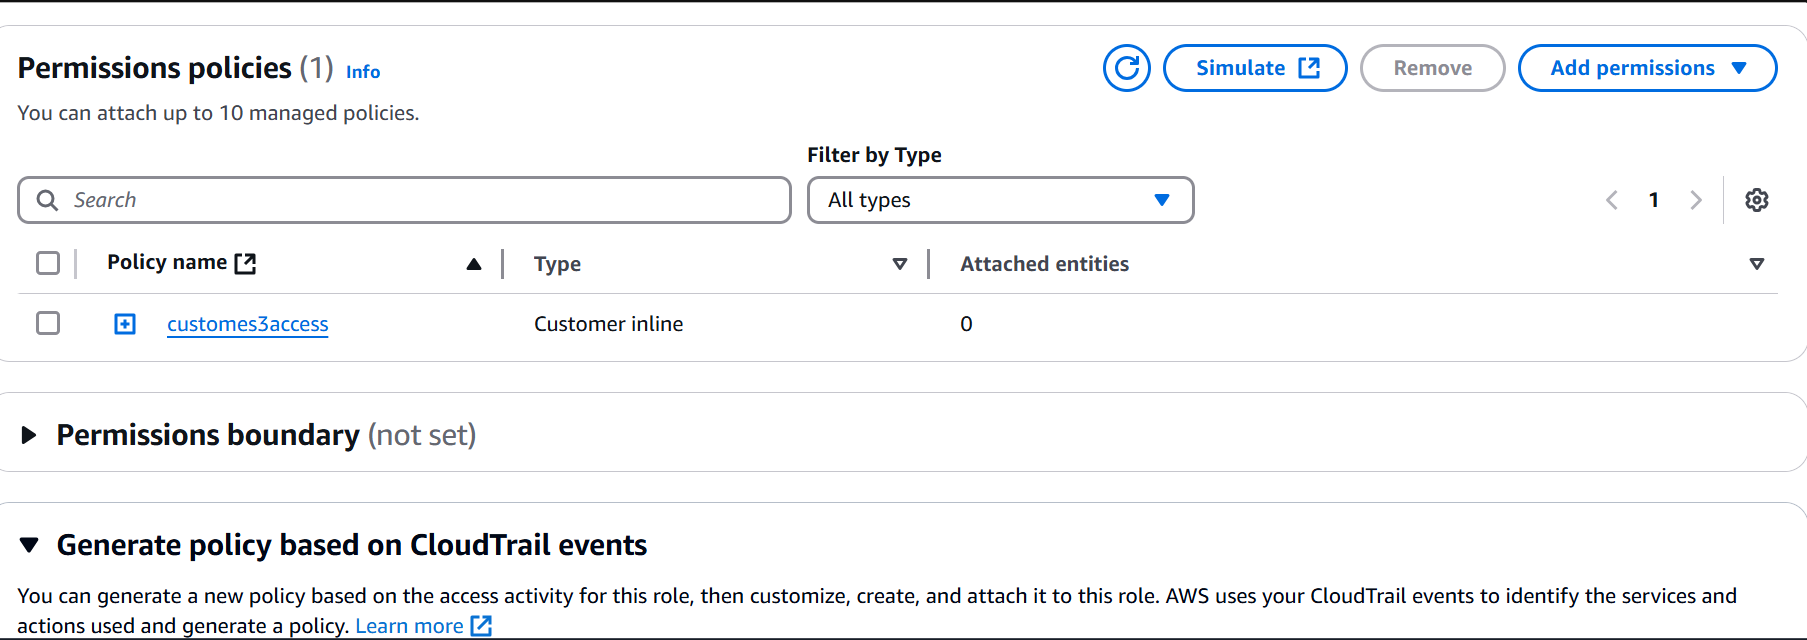 Permissions policies (1) Info
Simulate Remove Add permissions
You can attach up to 10 managed policies.
Filter by Type
Search All types 1
Policy name Type Attached entities
customes3access Customer inline 0
Permissions boundary (not set)
Generate policy based on CloudTrail events
You can generate a new policy based on the access activity for this role, then customize, create, and attach it to this role. AWS uses your CloudTrail events to identify the services and
actions used and generate a policy. Learn more